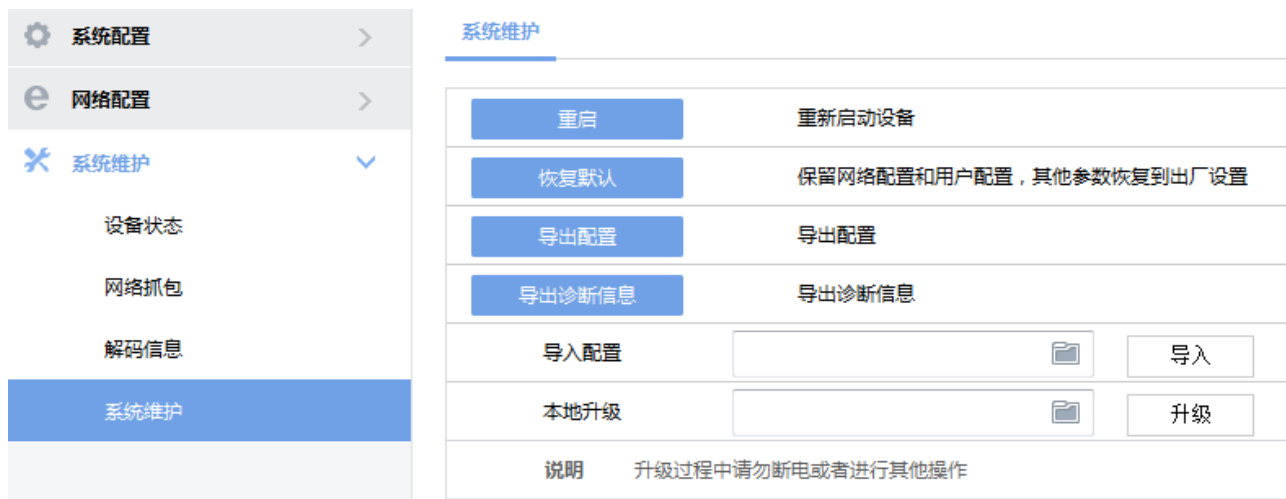 系统配置
网络配置
系统维护
设备状态
网络抓包
解码信息
系统维护
系统维护
重启 重新启动设备
恢复默认 保留网络配置和用户配置，其他参数恢复到出厂设置
导出配置 导出配置
导出诊断信息 导出诊断信息
导入配置 导入
本地升级 升级
说明 升级过程中请勿断电或者进行其他操作